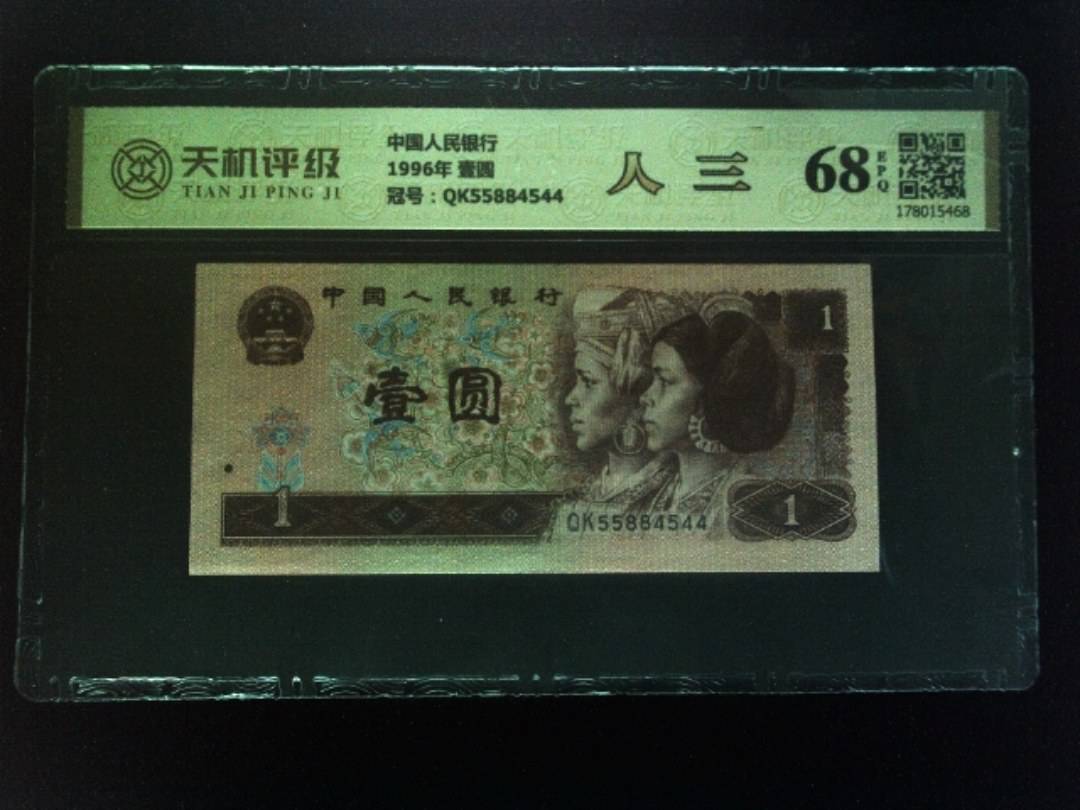 天机评级
TIAN JI PING JI
中国人民银行
1996年 壹圆
冠号：QK55884544
人 三
68
EPQ
178015468
中国人民银行
1
壹圆
1
QK55884544
1